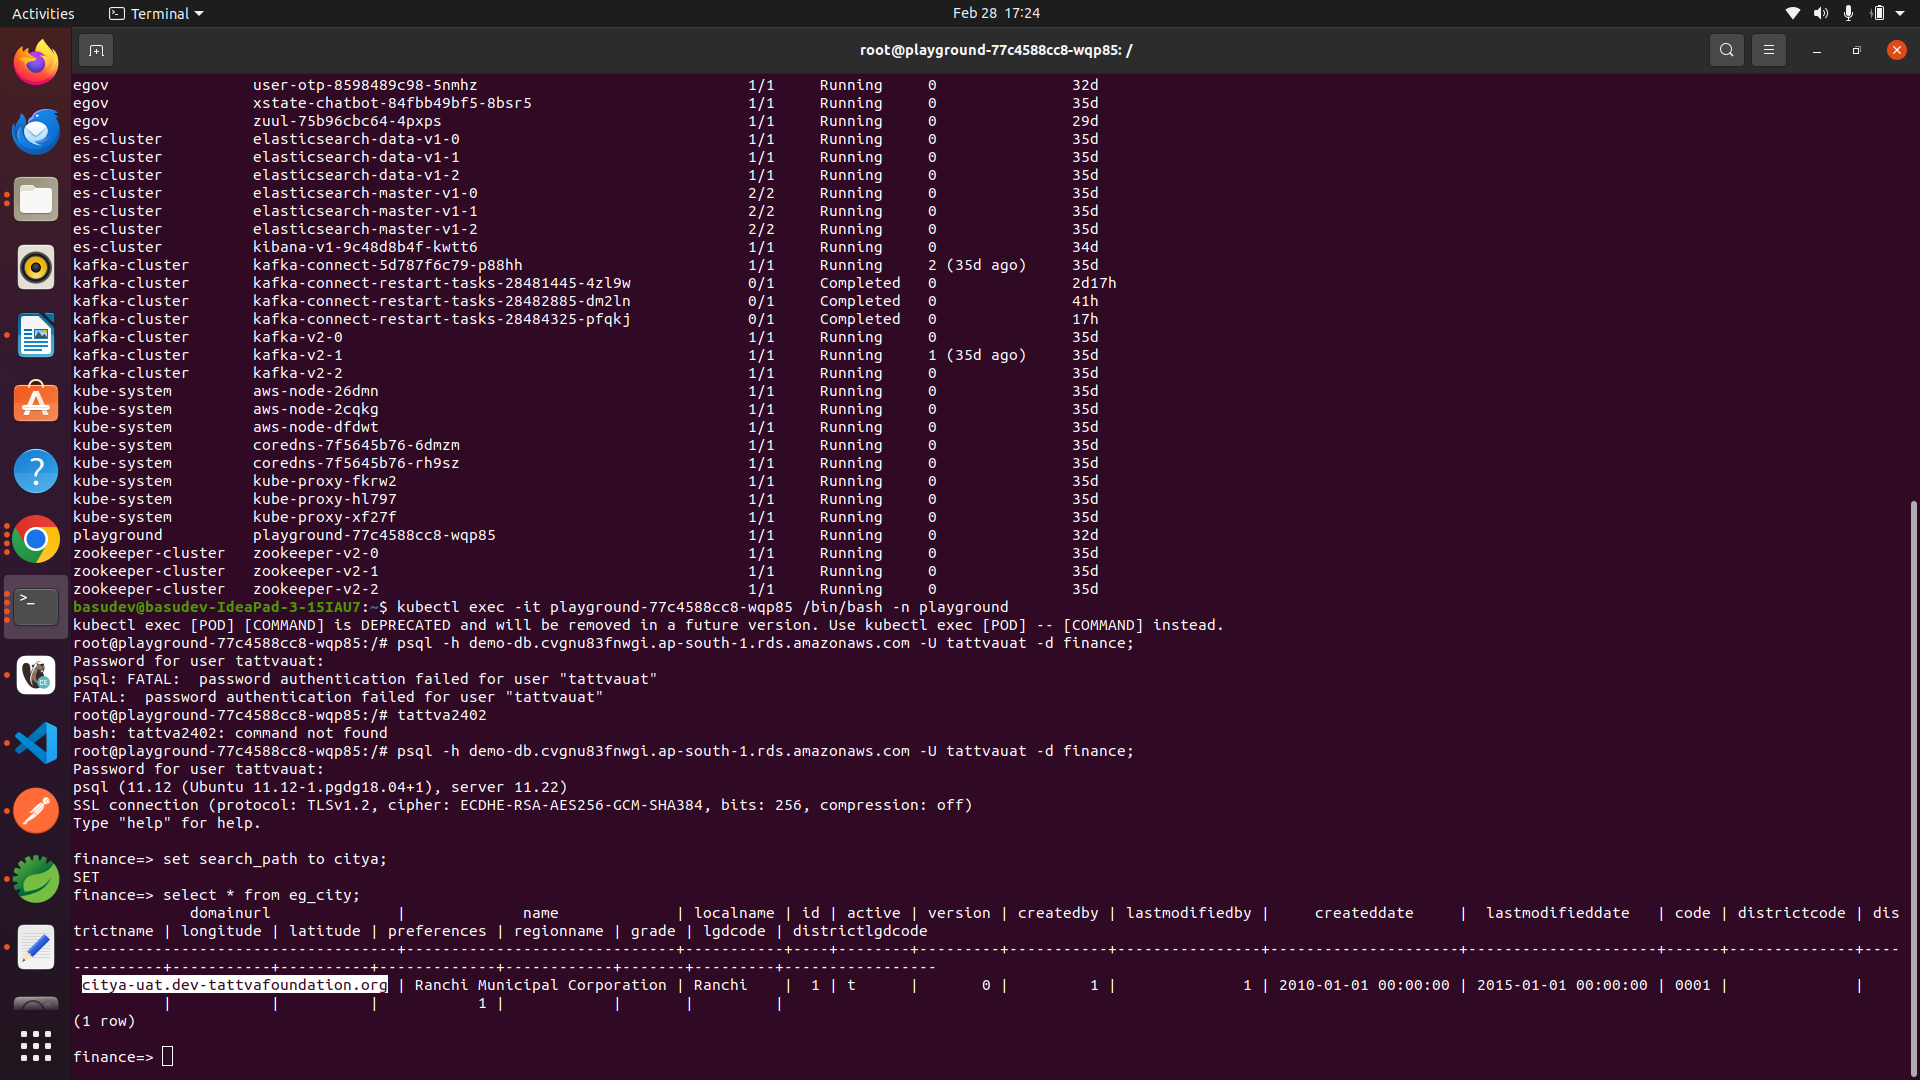 Activities Terminal Feb 28 17:24
root@playground-77c4588cc8-wqp85: /
egov user-otp-8598489c98-5nmhz 1/1 Running 0 32d
egov xstate-chatbot-84fbb49bf5-8bsr5 1/1 Running 0 35d
egov zuul-75b96cbc64-4pxps 1/1 Running 0 29d
es-cluster elasticsearch-data-v1-0 1/1 Running 0 35d
es-cluster elasticsearch-data-v1-1 1/1 Running 0 35d
es-cluster elasticsearch-data-v1-2 1/1 Running 0 35d
es-cluster elasticsearch-master-v1-0 2/2 Running 0 35d
es-cluster elasticsearch-master-v1-1 2/2 Running 0 35d
es-cluster elasticsearch-master-v1-2 2/2 Running 0 35d
es-cluster kibana-v1-9c48d8b4f-kwtt6 1/1 Running 0 34d
kafka-cluster kafka-connect-5d787f6c79-p88hh 1/1 Running 2 (35d ago) 35d
kafka-cluster kafka-connect-restart-tasks-28481445-4zl9w 0/1 Completed 0 2d17h
kafka-cluster kafka-connect-restart-tasks-28482885-dm2ln 0/1 Completed 0 41h
kafka-cluster kafka-connect-restart-tasks-28484325-pfqkj 0/1 Completed 0 17h
kafka-cluster kafka-v2-0 1/1 Running 0 35d
kafka-cluster kafka-v2-1 1/1 Running 1 (35d ago) 35d
kafka-cluster kafka-v2-2 1/1 Running 0 35d
kube-system aws-node-26dmn 1/1 Running 0 35d
kube-system aws-node-2cqkg 1/1 Running 0 35d
kube-system aws-node-dfdwt 1/1 Running 0 35d
kube-system coredns-7f5645b76-6dmzm 1/1 Running 0 35d
kube-system coredns-7f5645b76-rh9sz 1/1 Running 0 35d
kube-system kube-proxy-fkrw2 1/1 Running 0 35d
kube-system kube-proxy-hl797 1/1 Running 0 35d
kube-system kube-proxy-xf27f 1/1 Running 0 35d
playground playground-77c4588cc8-wqp85 1/1 Running 0 32d
zookeeper-cluster zookeeper-v2-0 1/1 Running 0 35d
zookeeper-cluster zookeeper-v2-1 1/1 Running 0 35d
zookeeper-cluster zookeeper-v2-2 1/1 Running 0 35d
basudev@basudev-IdeaPad-3-15IAU7:~$ kubectl exec -it playground-77c4588cc8-wqp85 /bin/bash -n playground
kubectl exec [POD] [COMMAND] is DEPRECATED and will be removed in a future version. Use kubectl exec [POD] -- [COMMAND] instead.
root@playground-77c4588cc8-wqp85:/# psql -h demo-db.cvgnu83fnwgi.ap-south-1.rds.amazonaws.com -U tattvauat -d finance;
Password for user tattvauat:
psql: FATAL:  password authentication failed for user "tattvauat"
FATAL:  password authentication failed for user "tattvauat"
root@playground-77c4588cc8-wqp85:/# tattva2402
bash: tattva2402: command not found
root@playground-77c4588cc8-wqp85:/# psql -h demo-db.cvgnu83fnwgi.ap-south-1.rds.amazonaws.com -U tattvauat -d finance;
Password for user tattvauat:
psql (11.12 (Ubuntu 11.12-1.pgdg18.04+1), server 11.22)
SSL connection (protocol: TLSv1.2, cipher: ECDHE-RSA-AES256-GCM-SHA384, bits: 256, compression: off)
Type "help" for help.
finance=> set search_path to citya;
SET
finance=> select * from eg_city;
domainurl | name | localname | id | active | version | createdby | lastmodifiedby | createddate | lastmodifieddate | code | districtcode | dis
trictname | longitude | latitude | preferences | regionname | grade | lgdcode | districtlgdcode
citya-uat.dev-tattvafoundation.org | Ranchi Municipal Corporation | Ranchi | 1 | t | 0 | 1 | 1 | 2010-01-01 00:00:00 | 2015-01-01 00:00:00 | 0001 | |
| | | 1 | | | |
(1 row)
finance=>